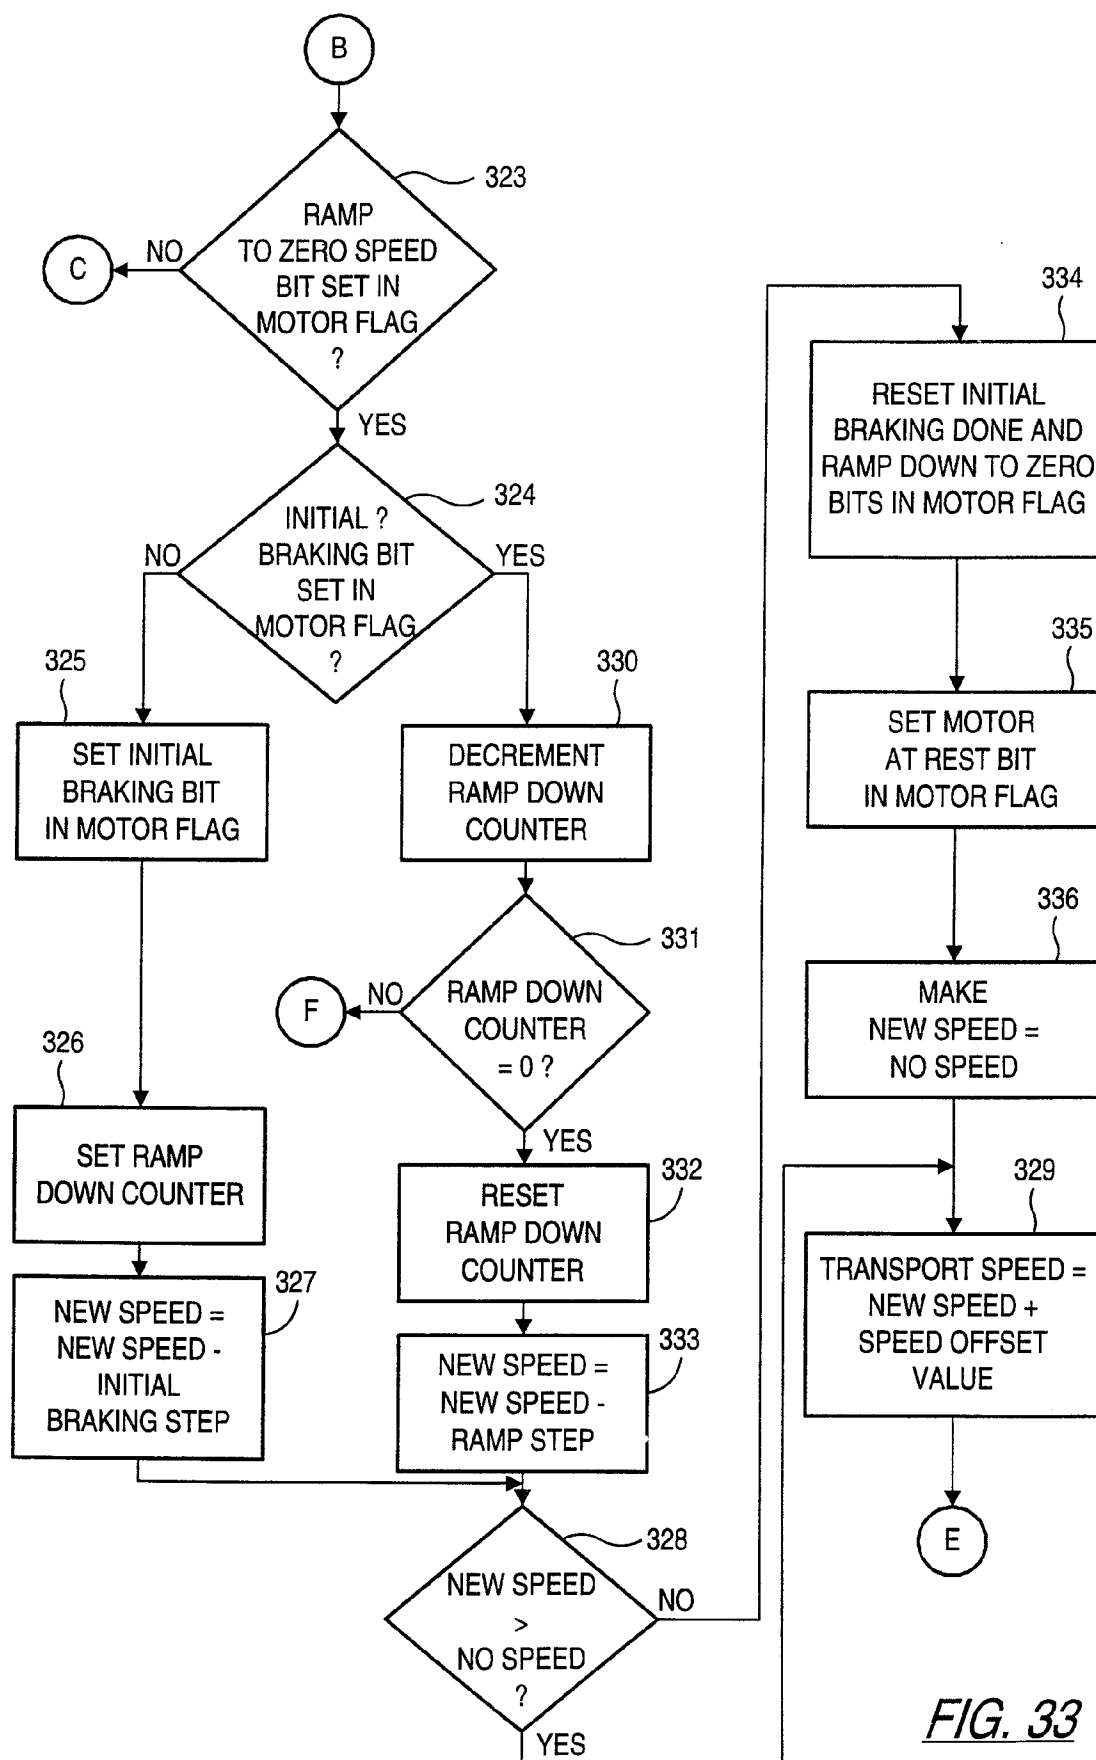 B
323
RAMP
TO ZERO SPEED
BIT SET IN
MOTOR FLAG
?
NO
C
YES
324
INITIAL ?
BRAKING BIT
SET IN
MOTOR FLAG
?
NO
YES
325
SET INITIAL
BRAKING BIT
IN MOTOR FLAG
326
SET RAMP
DOWN COUNTER
327
NEW SPEED =
NEW SPEED -
INITIAL
BRAKING STEP
330
DECREMENT
RAMP DOWN
COUNTER
331
RAMP DOWN
COUNTER
= 0 ?
NO
F
YES
332
RESET
RAMP DOWN
COUNTER
333
NEW SPEED =
NEW SPEED -
RAMP STEP
328
NEW SPEED
>
NO SPEED
?
NO
YES
334
RESET INITIAL
BRAKING DONE AND
RAMP DOWN TO ZERO
BITS IN MOTOR FLAG
335
SET MOTOR
AT REST BIT
IN MOTOR FLAG
336
MAKE
NEW SPEED =
NO SPEED
329
TRANSPORT SPEED =
NEW SPEED +
SPEED OFFSET
VALUE
E
FIG. 33